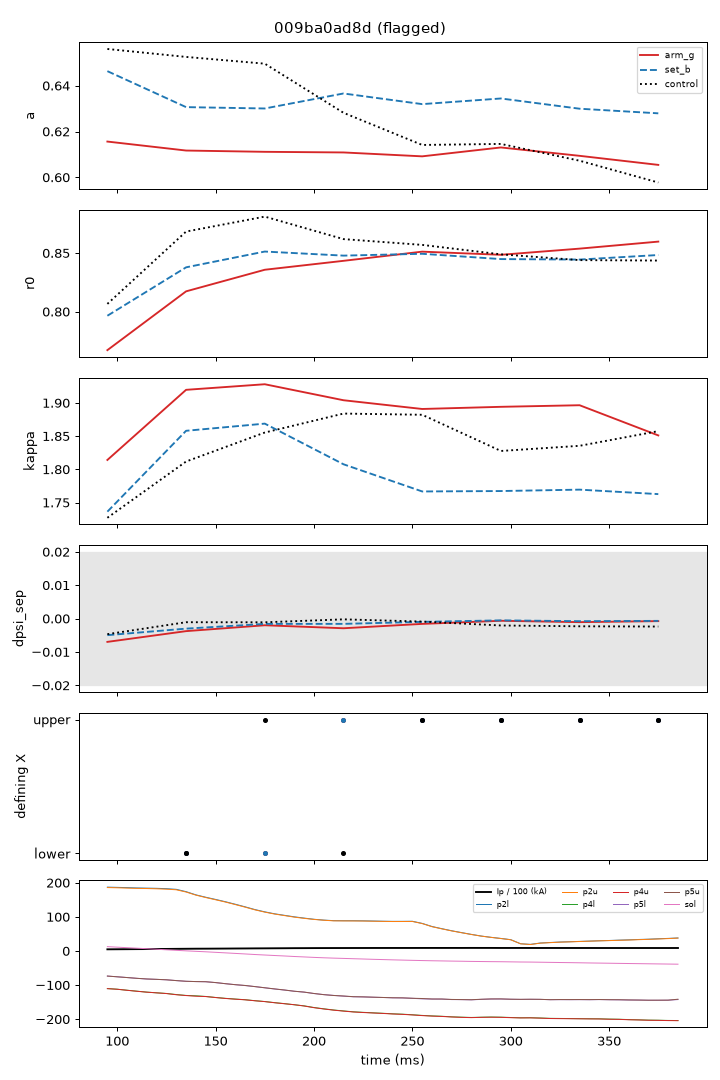 009ba0ad8d (flagged)
a
0.64
0.62
0.60
arm_g
set_b
control
r0
0.85
0.80
kappa
1.90
1.85
1.80
1.75
dpsi_sep
0.02
0.01
0.00
−0.01
−0.02
defining X
upper
lower
200
100
0
−100
−200
Ip / 100 (kA) p2u p4u p5u
p2l p4l p5l sol
100 150 200 250 300 350
time (ms)